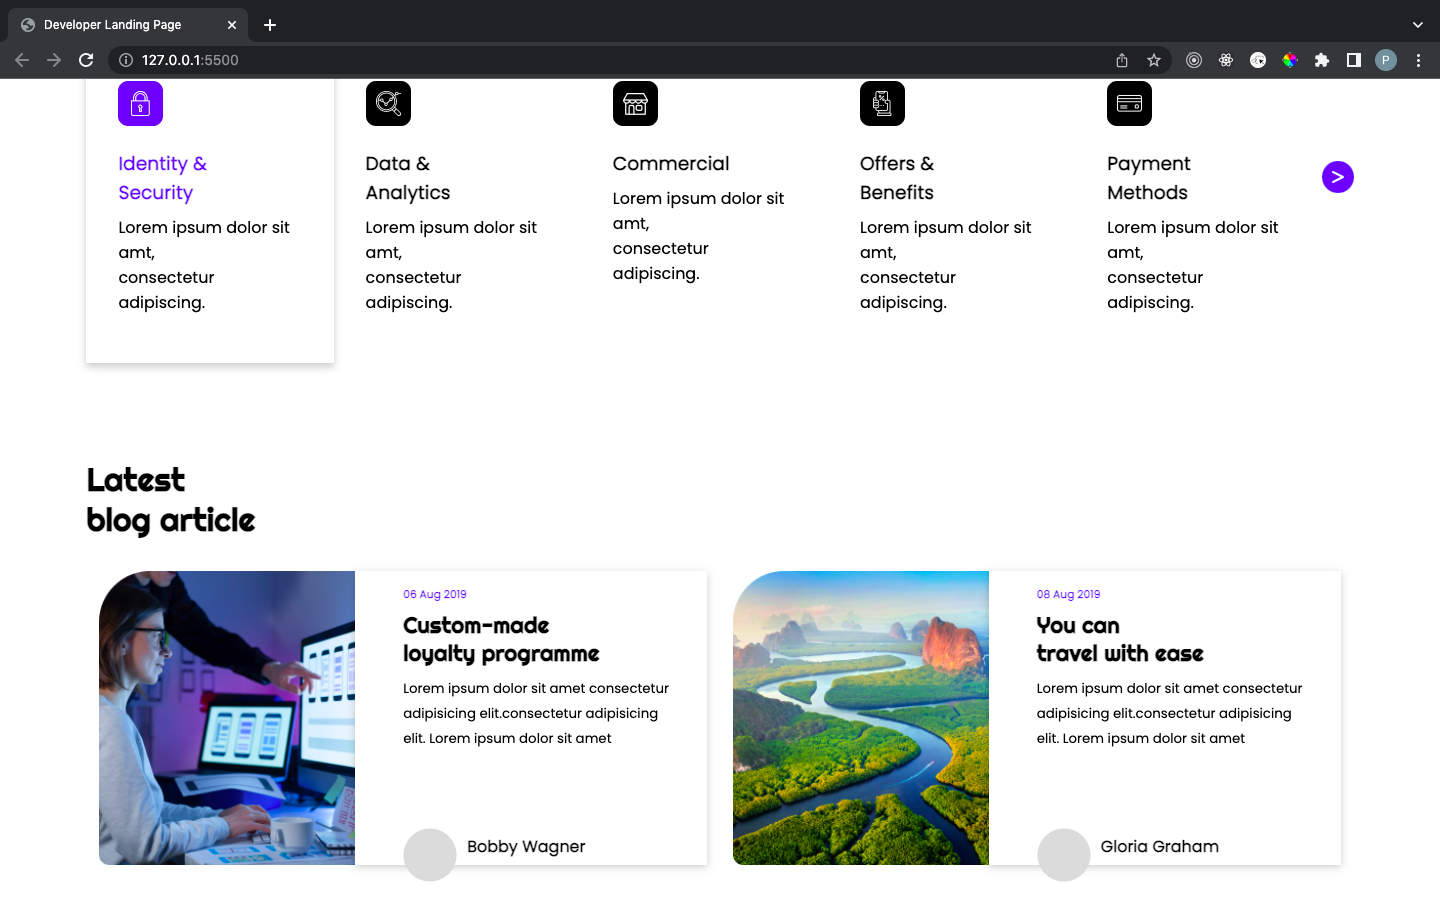 Developer Landing Page
127.0.0.1:5500
P
Identity &
Security
Lorem ipsum dolor sit
amt,
consectetur
adipiscing.
Data &
Analytics
Lorem ipsum dolor sit
amt,
consectetur
adipiscing.
Commercial
Lorem ipsum dolor sit
amt,
consectetur
adipiscing.
Offers &
Benefits
Lorem ipsum dolor sit
amt,
consectetur
adipiscing.
Payment
Methods
Lorem ipsum dolor sit
amt,
consectetur
adipiscing.
>
Latest
blog article
06 Aug 2019
Custom-made
loyalty programme
Lorem ipsum dolor sit amet consectetur
adipisicing elit.consectetur adipisicing
elit. Lorem ipsum dolor sit amet
Bobby Wagner
08 Aug 2019
You can
travel with ease
Lorem ipsum dolor sit amet consectetur
adipisicing elit.consectetur adipisicing
elit. Lorem ipsum dolor sit amet
Gloria Graham